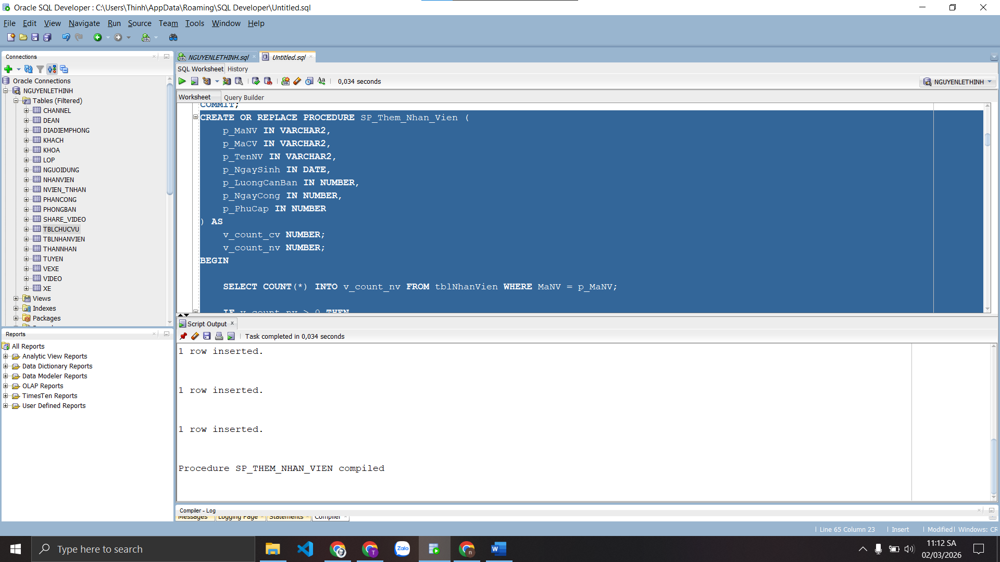 Oracle SQL Developer : C:\Users\Thinh\AppData\Roaming\SQL Developer\Untitled.sql
File Edit View Navigate Run Source Team Tools Window Help
Connections
Oracle Connections
NGUYENLETHINH
Tables (Filtered)
CHANNEL
DEAN
DIADIEMPHONG
KHACH
KHOA
LOP
NGUOIDUNG
NHANVIEN
NVIEN_TNHAN
PHANCONG
PHONGBAN
SHARE_VIDEO
TBLCHUCVU
TBLNHANVIEN
THANNHAN
TUYEN
VEXE
VIDEO
XE
Views
Indexes
Packages
Reports
All Reports
Analytic View Reports
Data Dictionary Reports
Data Modeler Reports
OLAP Reports
TimesTen Reports
User Defined Reports
NGUYENLETHINH.sql Untitled.sql
SQL Worksheet History
0,034 seconds
NGUYENLETHINH
Worksheet Query Builder
COMMIT;
CREATE OR REPLACE PROCEDURE SP_Them_Nhan_Vien (
p_MaNV IN VARCHAR2,
p_MaCV IN VARCHAR2,
p_TenNV IN VARCHAR2,
p_NgaySinh IN DATE,
p_LuongCanBan IN NUMBER,
p_NgayCong IN NUMBER,
p_PhuCap IN NUMBER
) AS
v_count_cv NUMBER;
v_count_nv NUMBER;
BEGIN
SELECT COUNT(*) INTO v_count_nv FROM tblNhanVien WHERE MaNV = p_MaNV;
IF v_count_nv > 0 THEN
Script Output
Task completed in 0,034 seconds
1 row inserted.
1 row inserted.
1 row inserted.
Procedure SP_THEM_NHAN_VIEN compiled
Compiler - Log
Messages Logging Page Statements Compiler
Line 65 Column 23 Insert Modified Windows: CR
Type here to search
Zalo
11:12 SA
02/03/2026